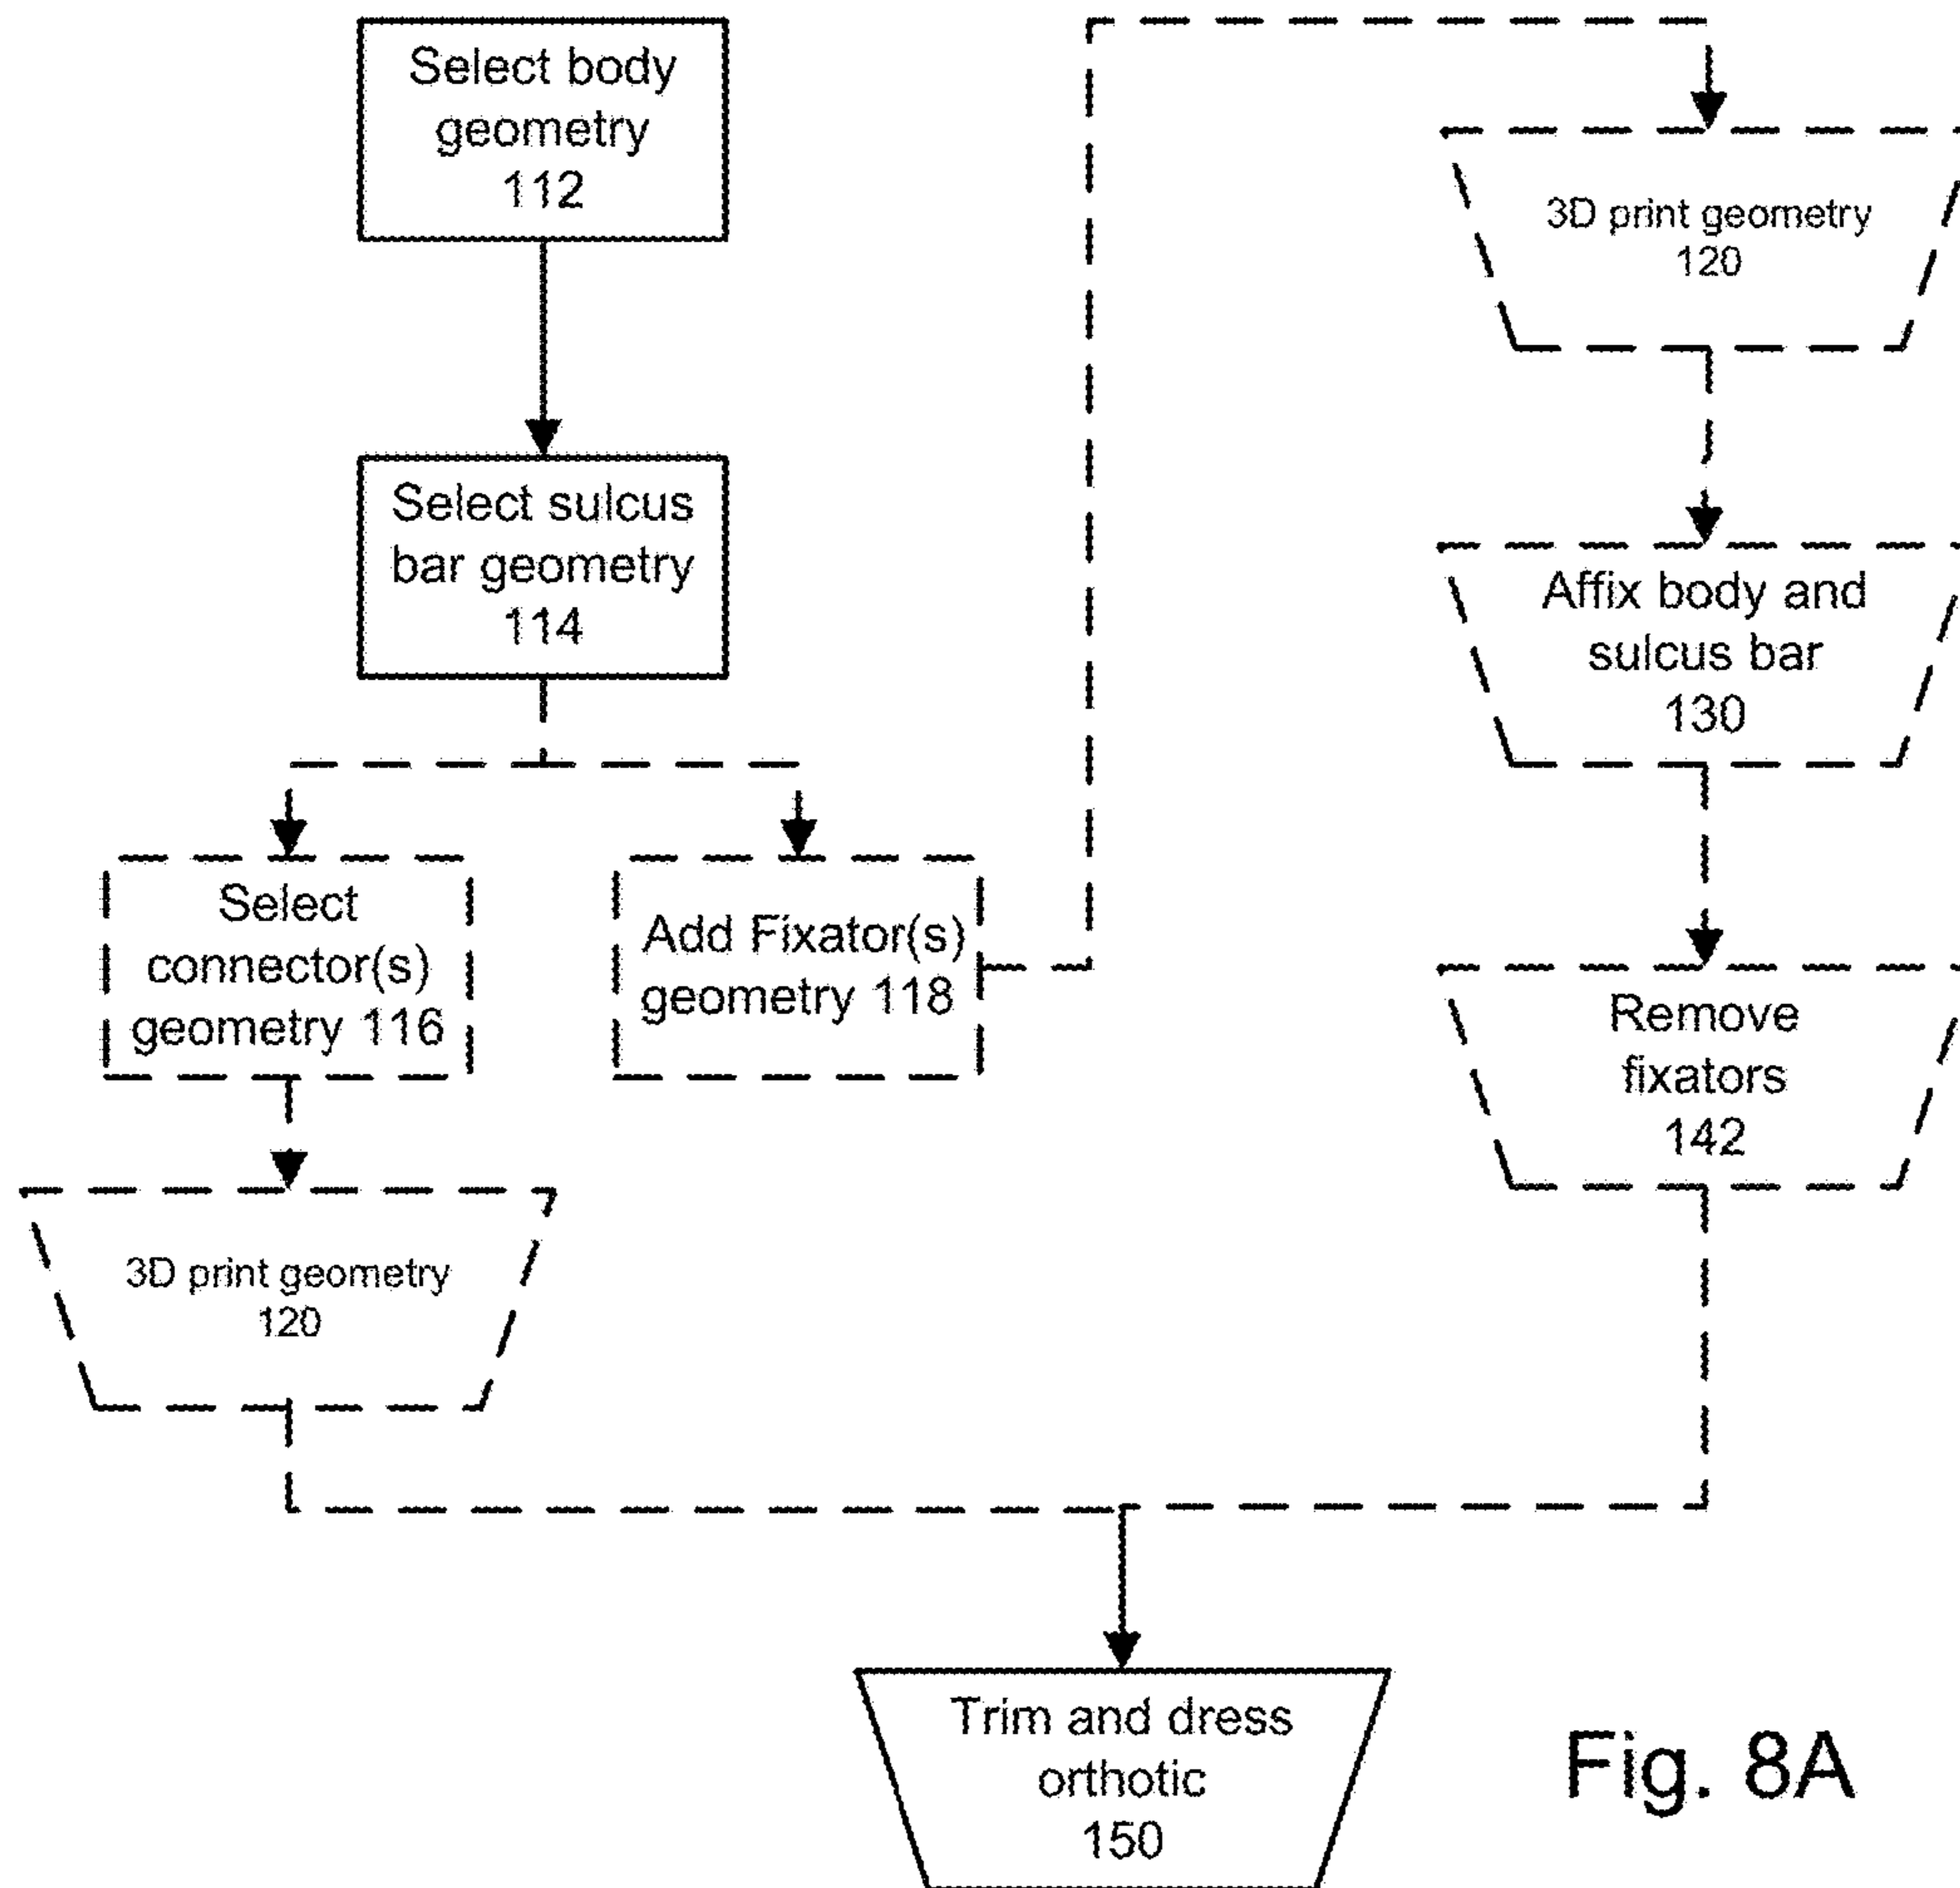 Select body
geometry
112
Select sulcus
bar geometry
114
Select
connector(s)
geometry 116
Add Fixator(s)
geometry 118
3D print geometry
120
3D print geometry
120
Affix body and
sulcus bar
130
Remove
fixators
142
Trim and dress
orthotic
150
Fig. 8A